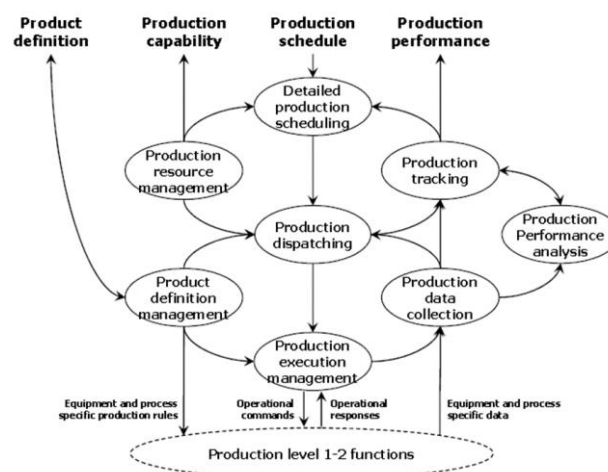 Product
definition
Production
capability
Production
schedule
Production
performance
Detailed
production
scheduling
Production
resource
management
Production
tracking
Production
dispatching
Production
Performance
analysis
Product
definition
management
Production
data
collection
Production
execution
management
Equipment and process
specific production rules
Operational
commands
Operational
responses
Equipment and process
specific data
Production level 1-2 functions